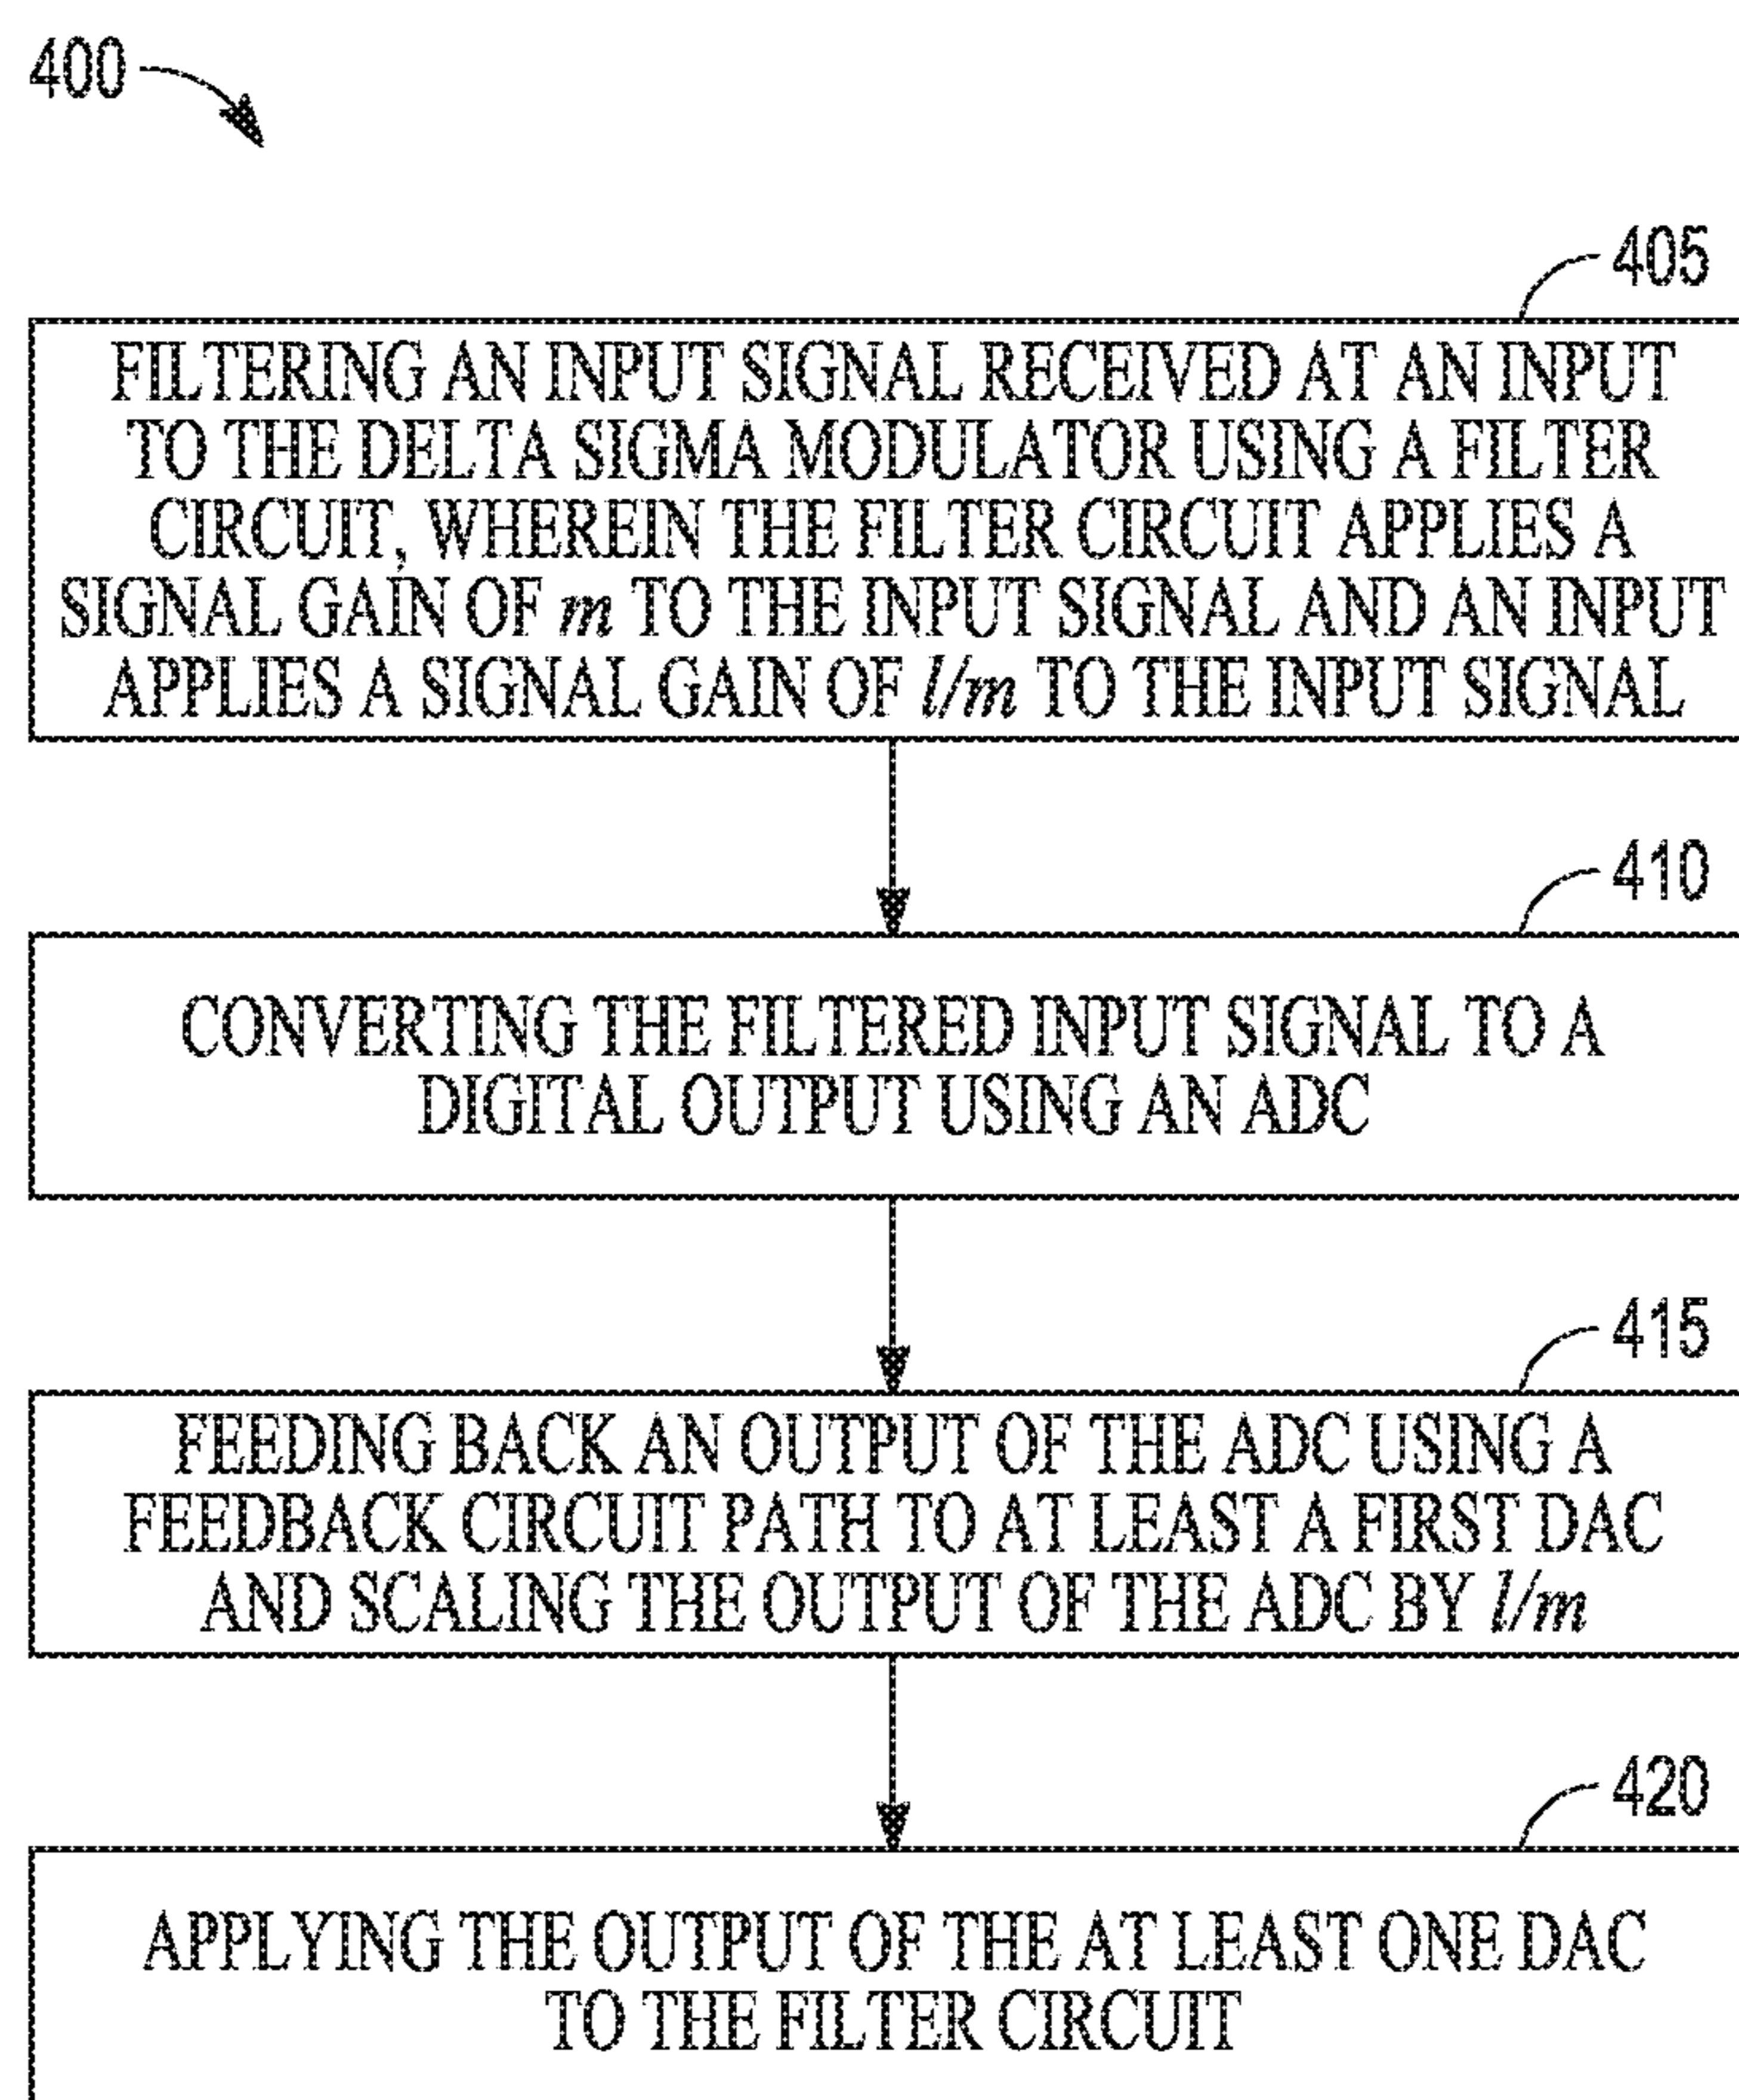 400
405
FILTERING AN INPUT SIGNAL RECEIVED AT AN INPUT
TO THE DELTA SIGMA MODULATOR USING A FILTER
CIRCUIT, WHEREIN THE FILTER CIRCUIT APPLIES A
SIGNAL GAIN OF m TO THE INPUT SIGNAL AND AN INPUT
APPLIES A SIGNAL GAIN OF l/m TO THE INPUT SIGNAL
410
CONVERTING THE FILTERED INPUT SIGNAL TO A
DIGITAL OUTPUT USING AN ADC
415
FEEDING BACK AN OUTPUT OF THE ADC USING A
FEEDBACK CIRCUIT PATH TO AT LEAST A FIRST DAC
AND SCALING THE OUTPUT OF THE ADC BY l/m
420
APPLYING THE OUTPUT OF THE AT LEAST ONE DAC
TO THE FILTER CIRCUIT